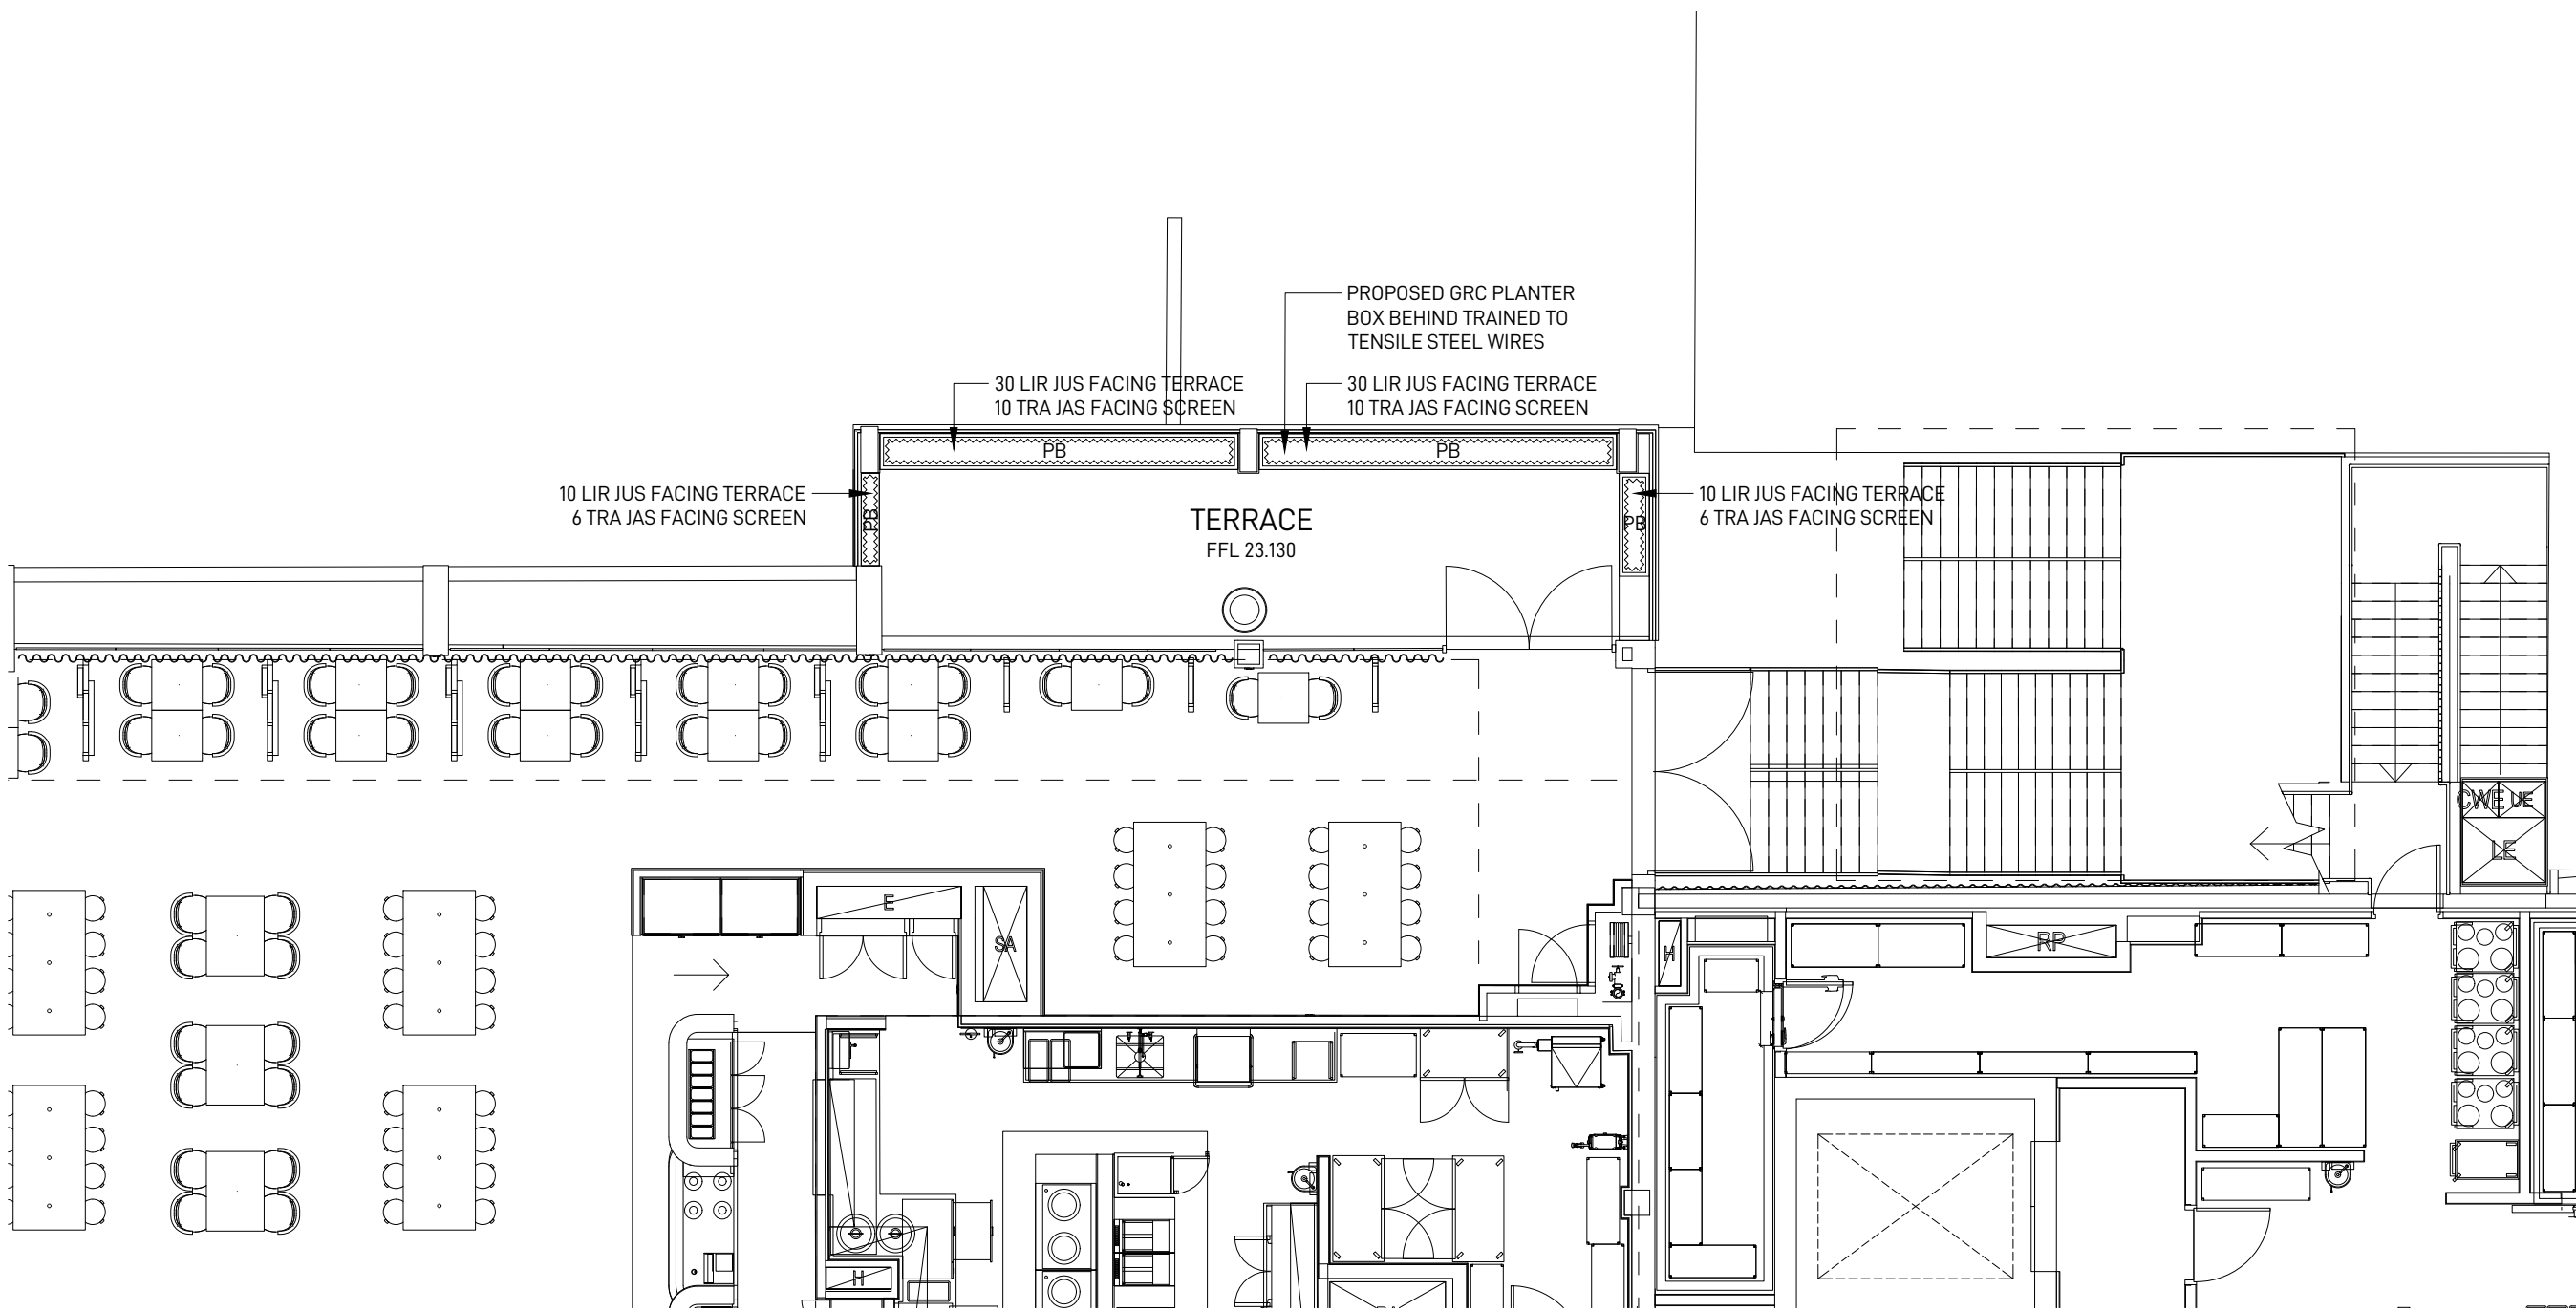 PROPOSED GRC PLANTER
BOX BEHIND TRAINED TO
TENSILE STEEL WIRES
30 LIR JUS FACING TERRACE
10 TRA JAS FACING SCREEN
30 LIR JUS FACING TERRACE
10 TRA JAS FACING SCREEN
PB
PB
10 LIR JUS FACING TERRACE
6 TRA JAS FACING SCREEN
PB
TERRACE
FFL 23.130
10 LIR JUS FACING TERRACE
6 TRA JAS FACING SCREEN
PB
CWE UE
LE
E
SA
H
RP
H